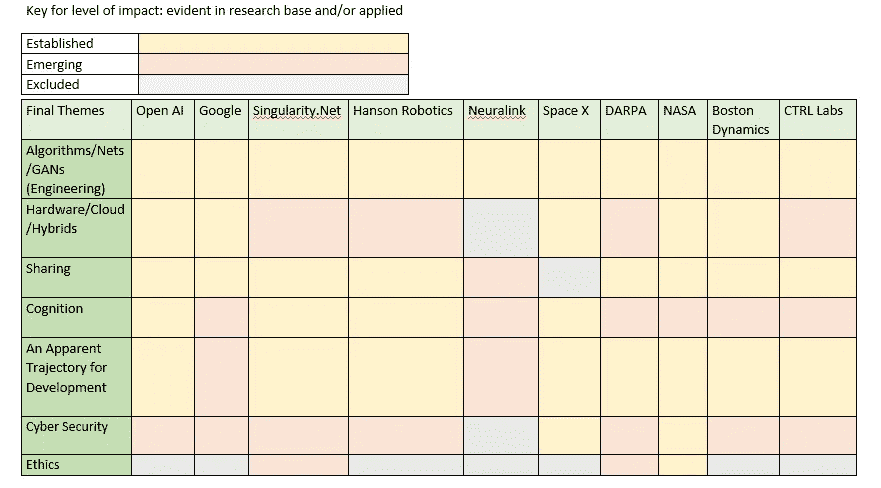 Key for level of impact: evident in research base and/or applied
Established
Emerging
Excluded
Final Themes Open AI Google Singularity.Net Hanson Robotics Neuralink Space X DARPA NASA Boston CTRL Labs
Dynamics
Algorithms/Nets
/GANs
(Engineering)
Hardware/Cloud
/Hybrids
Sharing
Cognition
An Apparent
Trajectory for
Development
Cyber Security
Ethics